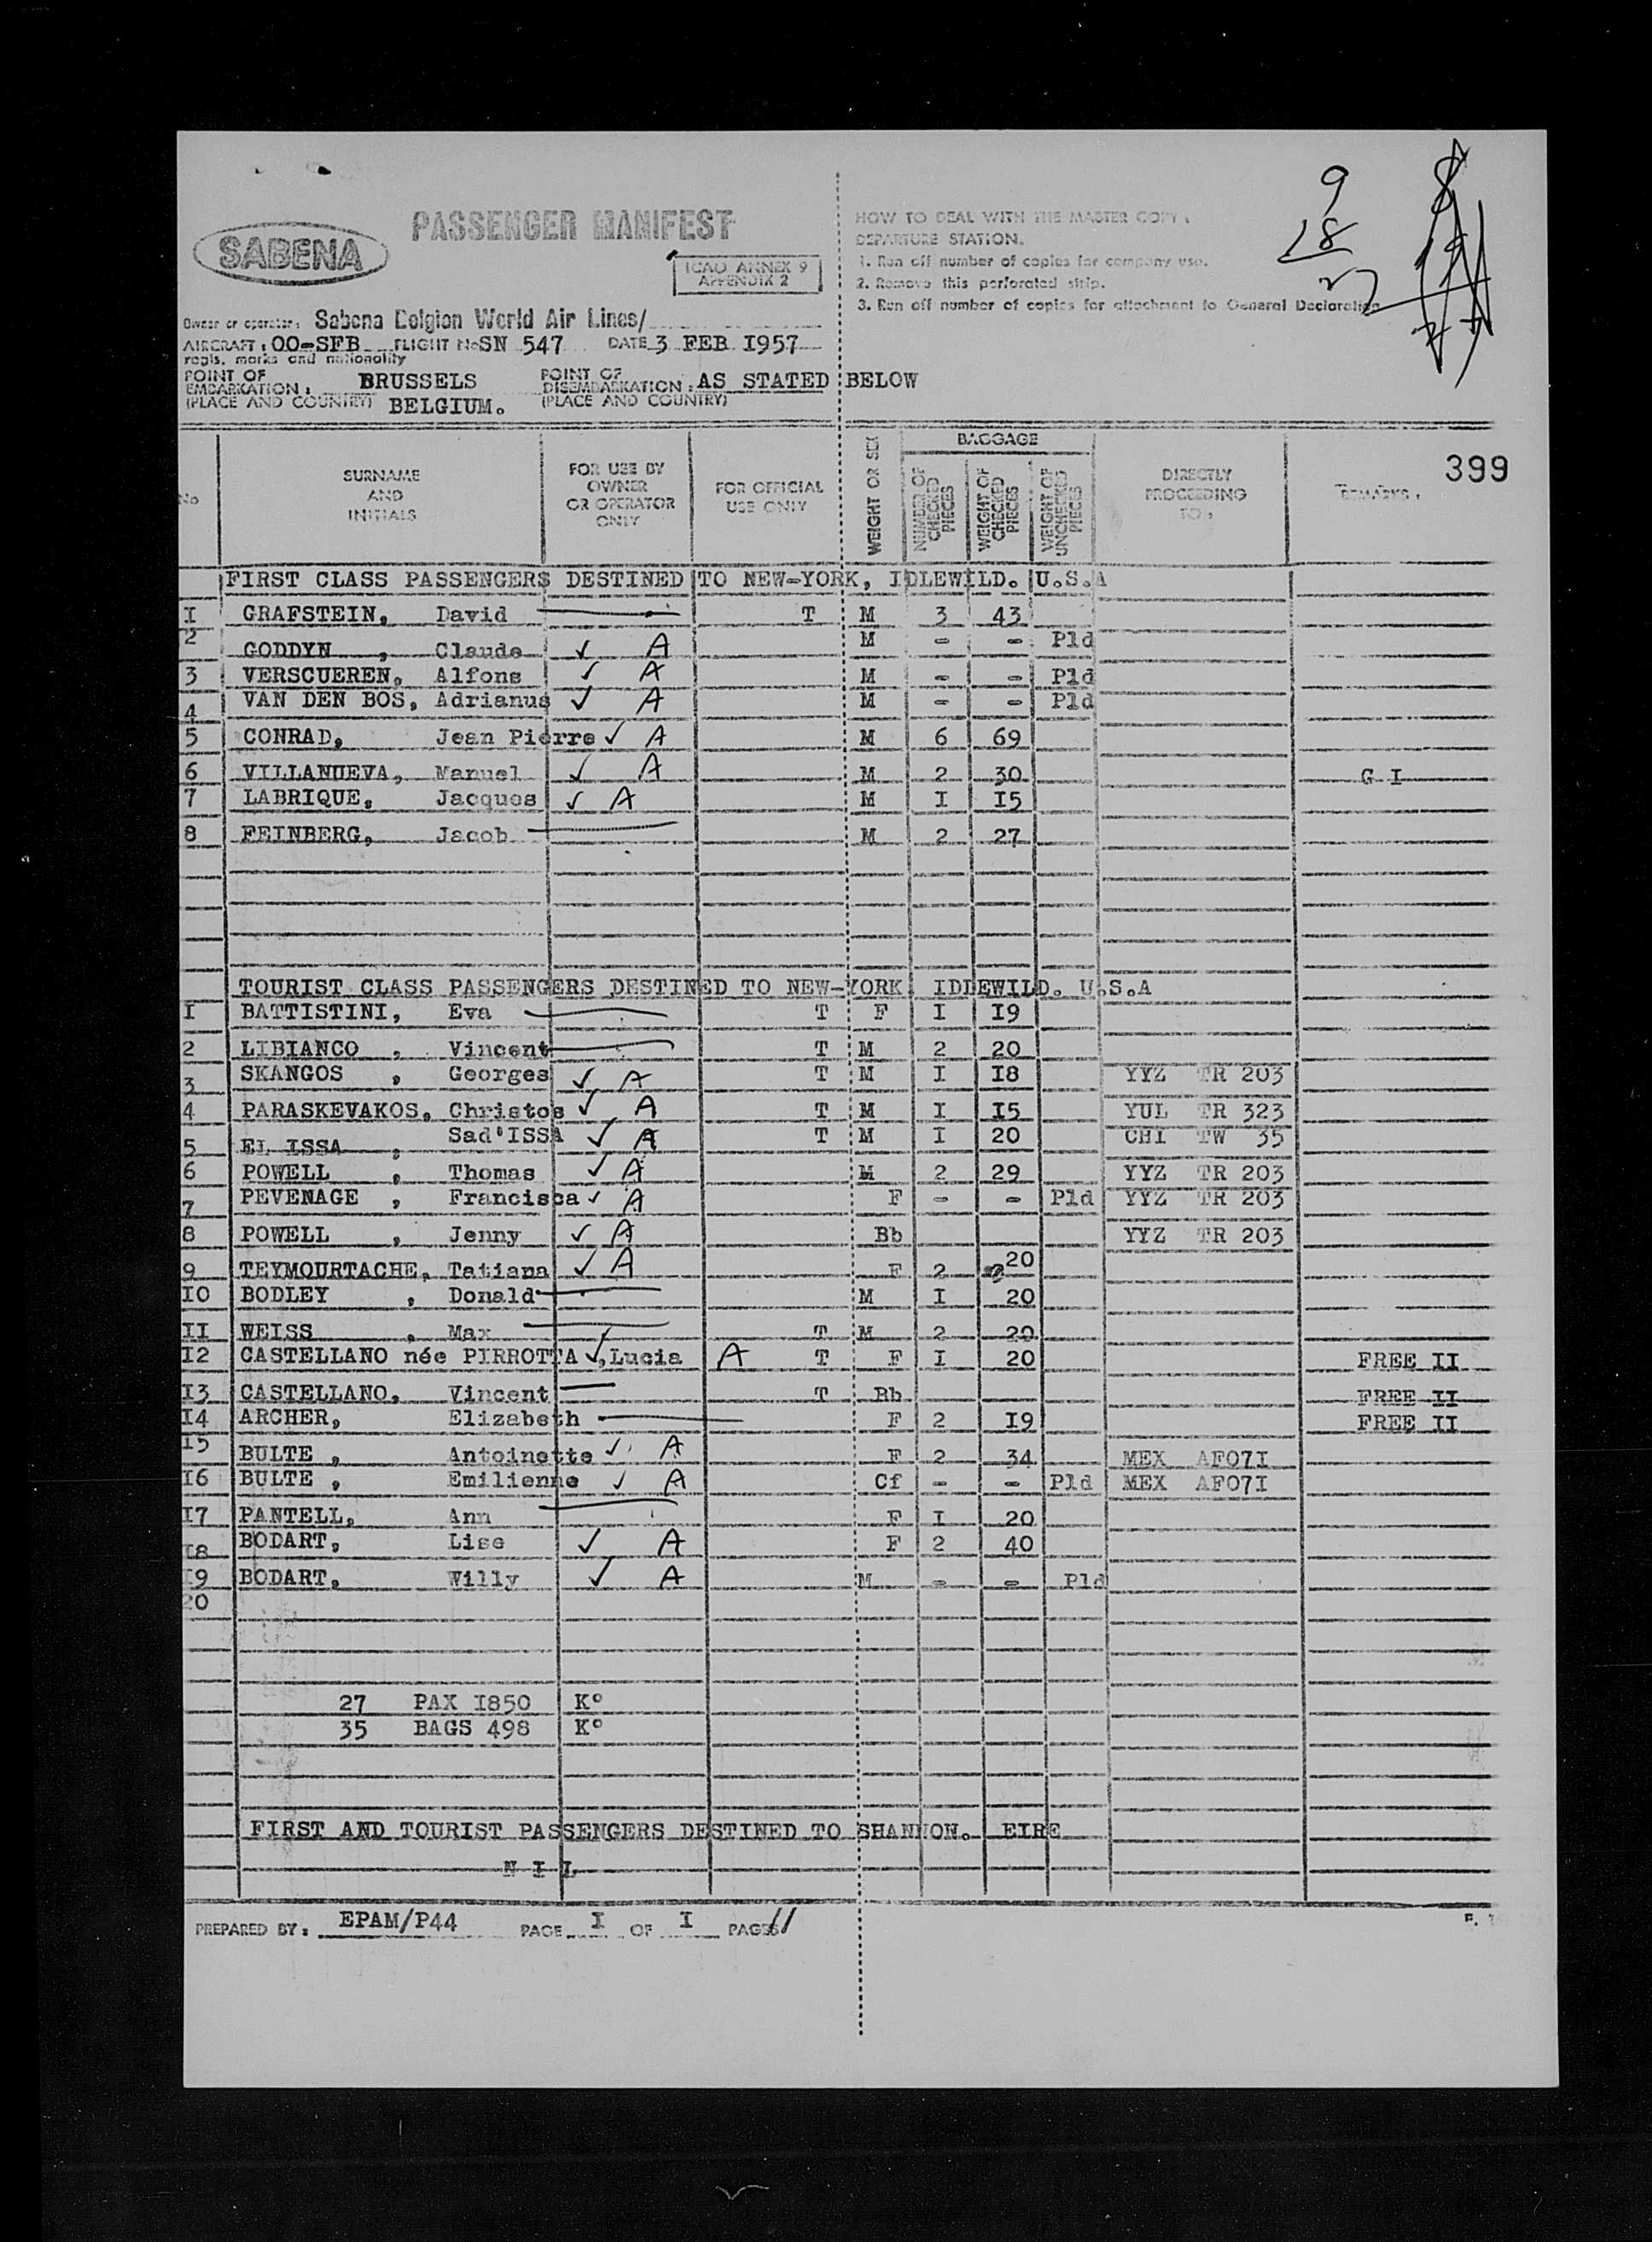 9 8
18
27
PASSENGER MANIFEST
SABENA
ICAO ANNEX 9
APPENDIX 2
HOW TO DEAL WITH THE MASTER COPY :
DEPARTURE STATION.
1. Run off number of copies for company use.
2. Remove this perforated strip.
3. Run off number of copies for attachment to General Declaration
Owner or operator: Sabena Belgian World Air Lines/
AIRCRAFT: OO-SFB FLIGHT No SN 547 DATE 3 FEB I957
regis. marks and nationality
POINT OF EMBARKATION: BRUSSELS POINT OF DISEMBARKATION: AS STATED BELOW
(PLACE AND COUNTRY) BELGIUM. (PLACE AND COUNTRY)
399
No SURNAME AND INITIALS FOR USE BY OWNER OR OPERATOR ONLY FOR OFFICIAL USE ONLY WEIGHT OR SEX BAGGAGE NUMBER OF CHECKED PIECES WEIGHT OF CHECKED PIECES WEIGHT OF UNCHECKED PIECES DIRECTLY PROCEEDING TO: REMARKS.
FIRST CLASS PASSENGERS DESTINED TO NEW-YORK, IDLEWILD. U.S.A
I GRAFSTEIN, David T M 3 43
2 GODDYN , Claude ✓ A M - - Pld
3 VERSCUEREN, Alfons ✓ A M - - Pld
4 VAN DEN BOS, Adrianus ✓ A M - - Pld
5 CONRAD, Jean Pierre ✓ A M 6 69
6 VILLANUEVA, Manuel ✓ A M 2 30 G I
7 LABRIQUE, Jacques ✓ A M I I5
8 FEINBERG, Jacob M 2 27
TOURIST CLASS PASSENGERS DESTINED TO NEW-YORK IDLEWILD. U.S.A
I BATTISTINI, Eva T F I I9
2 LIBIANCO , Vincent T M 2 20
3 SKANGOS , Georges ✓ A T M I I8 YYZ TR 203
4 PARASKEVAKOS, Christos ✓ A T M I I5 YUL TR 323
5 EL ISSA , Sad'ISSA ✓ A T M I 20 CHI TW 35
6 POWELL , Thomas ✓ A M 2 29 YYZ TR 203
7 PEVENAGE , Francisca ✓ A F - - Pld YYZ TR 203
8 POWELL , Jenny ✓ A Bb YYZ TR 203
9 TEYMOURTACHE, Tatiana ✓ A F 2 20
I0 BODLEY , Donald M I 20
II WEISS , Max T M 2 20
I2 CASTELLANO née PIRROTTA ✓, Lucia A T F I 20 FREE II
I3 CASTELLANO, Vincent T Bb FREE II
I4 ARCHER, Elizabeth F 2 I9 FREE II
I5 BULTE , Antoinette ✓ A F 2 34 MEX AF07I
I6 BULTE , Emilienne ✓ A Cf - - Pld MEX AF07I
I7 PANTELL, Ann F I 20
I8 BODART, Lise ✓ A F 2 40
I9 BODART, Willy ✓ A M - - Pld
20
27 PAX I850 K°
35 BAGS 498 K°
FIRST AND TOURIST PASSENGERS DESTINED TO SHANNON. EIRE
N I L
PREPARED BY: EPAM/P44 PAGE I OF I PAGES